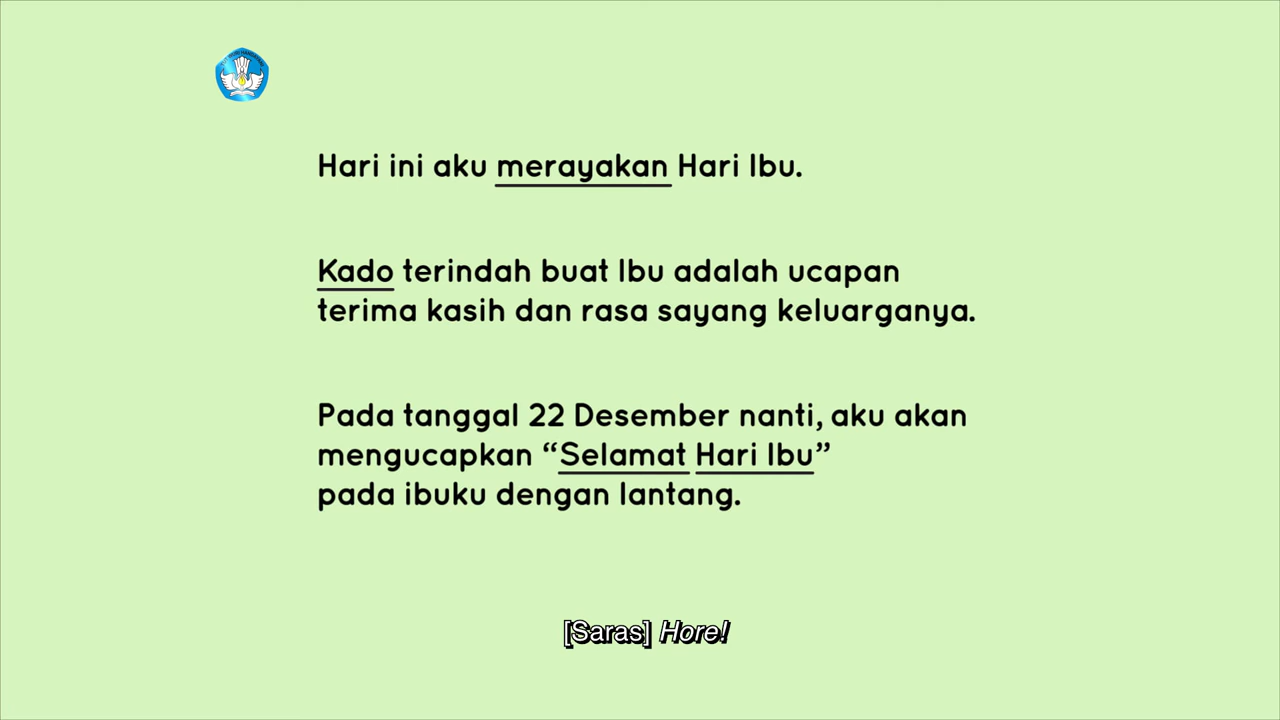 Hari ini aku merayakan Hari Ibu.
Kado terindah buat Ibu adalah ucapan
terima kasih dan rasa sayang keluarganya.
Pada tanggal 22 Desember nanti, aku akan
mengucapkan “Selamat Hari Ibu”
pada ibuku dengan lantang.
[Saras] Hore!